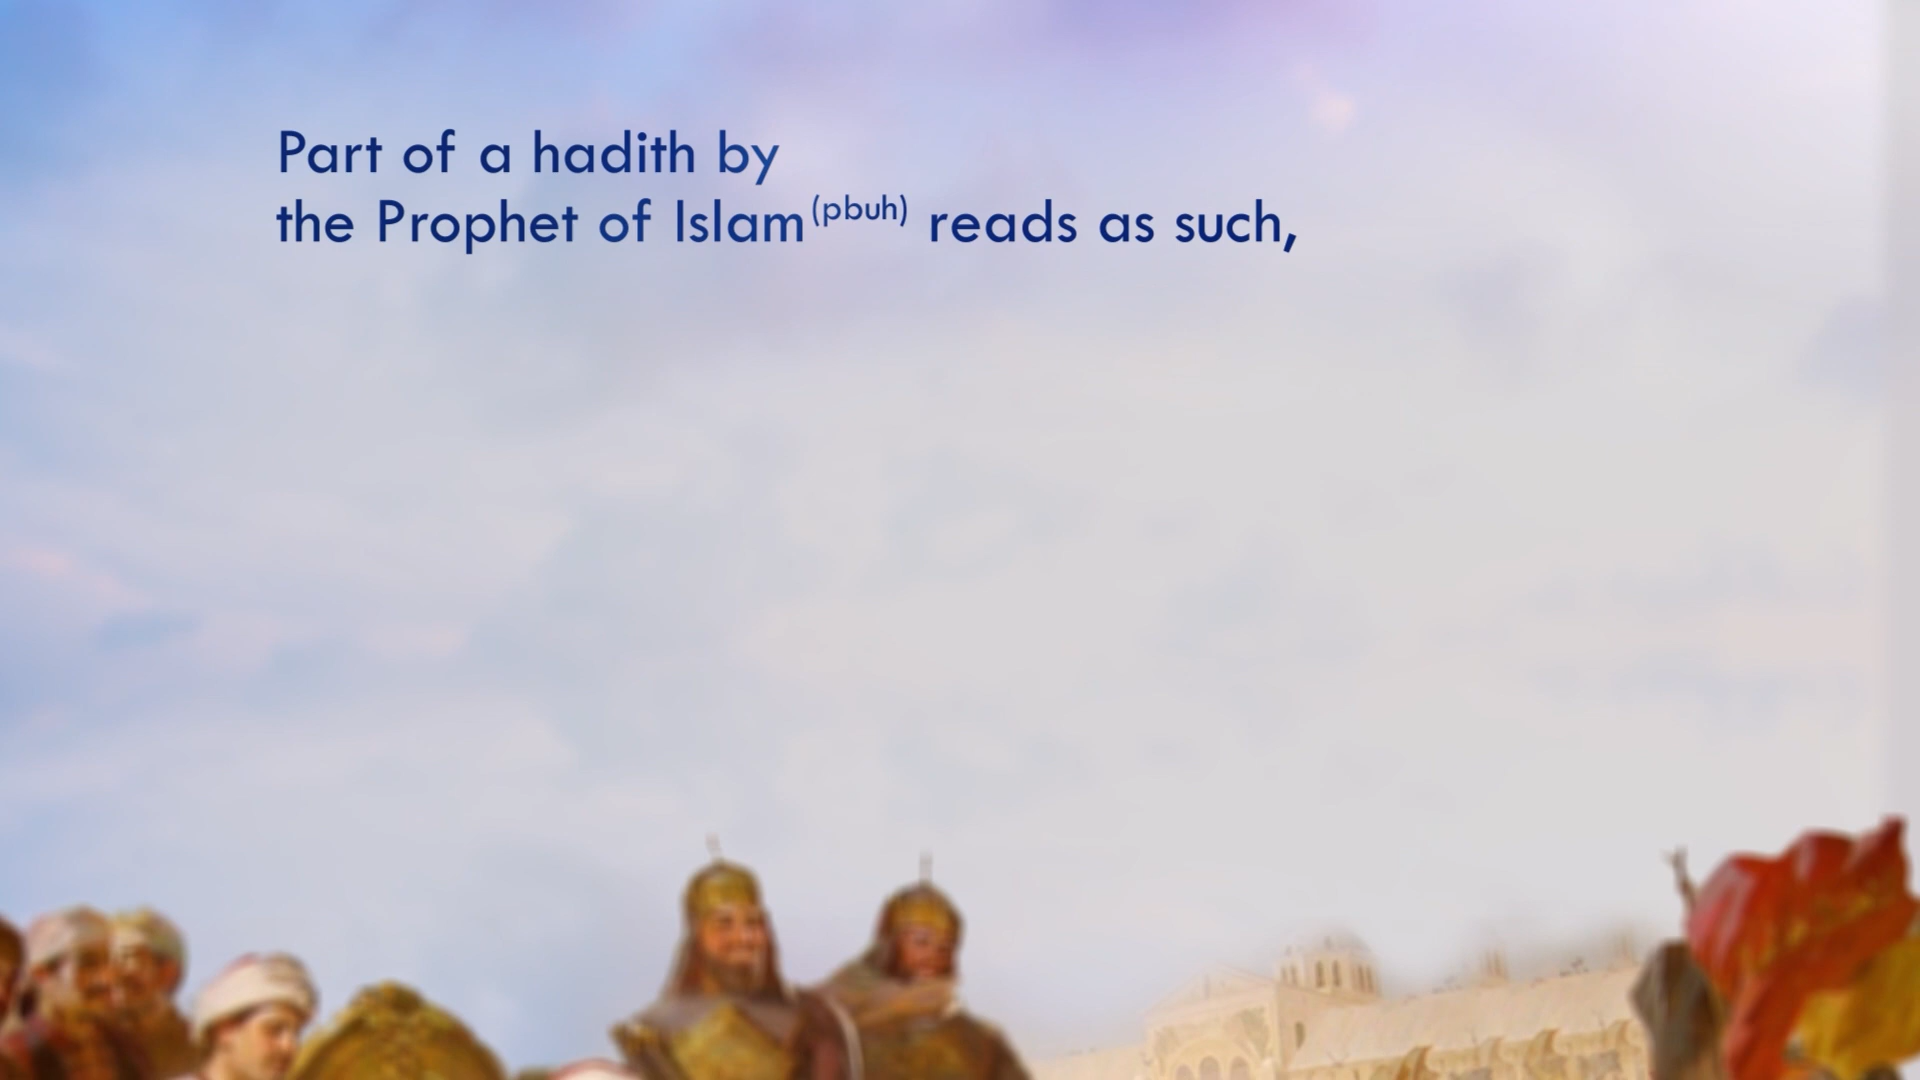 Part of a hadith by
the Prophet of Islam (pbuh) reads as such,